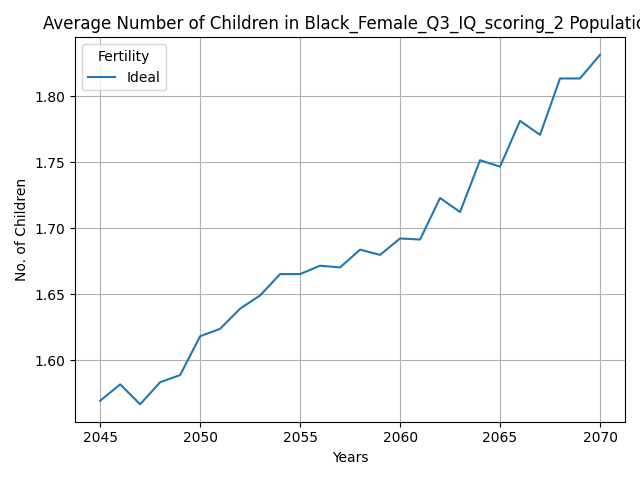 Average Number of Children in Black_Female_Q3_IQ_scoring_2 Populatio
Fertility
Ideal
No. of Children
1.80
1.75
1.70
1.65
1.60
2045 2050 2055 2060 2065 2070
Years